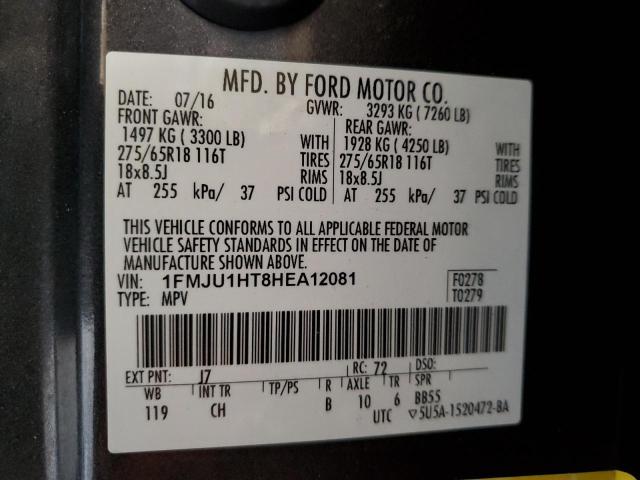 MFD. BY FORD MOTOR CO.
DATE: 07/16 GVWR: 3293 KG ( 7260 LB)
FRONT GAWR: REAR GAWR:
1497 KG ( 3300 LB) WITH 1928 KG ( 4250 LB) WITH
275/65R18 116T TIRES 275/65R18 116T TIRES
18x8.5J RIMS 18x8.5J RIMS
AT 255 kPa/ 37 PSI COLD AT 255 kPa/ 37 PSI COLD
THIS VEHICLE CONFORMS TO ALL APPLICABLE FEDERAL MOTOR
VEHICLE SAFETY STANDARDS IN EFFECT ON THE DATE OF
MANUFACTURE SHOWN ABOVE.
VIN: 1FMJU1HT8HEA12081 F0278
TYPE: MPV T0279
EXT PNT: J7 RC: 72 DSO:
WB INT TR TP/PS R AXLE TR SPR
119 CH B 10 6 BB55
UTC ▽5U5A-1520472-BA